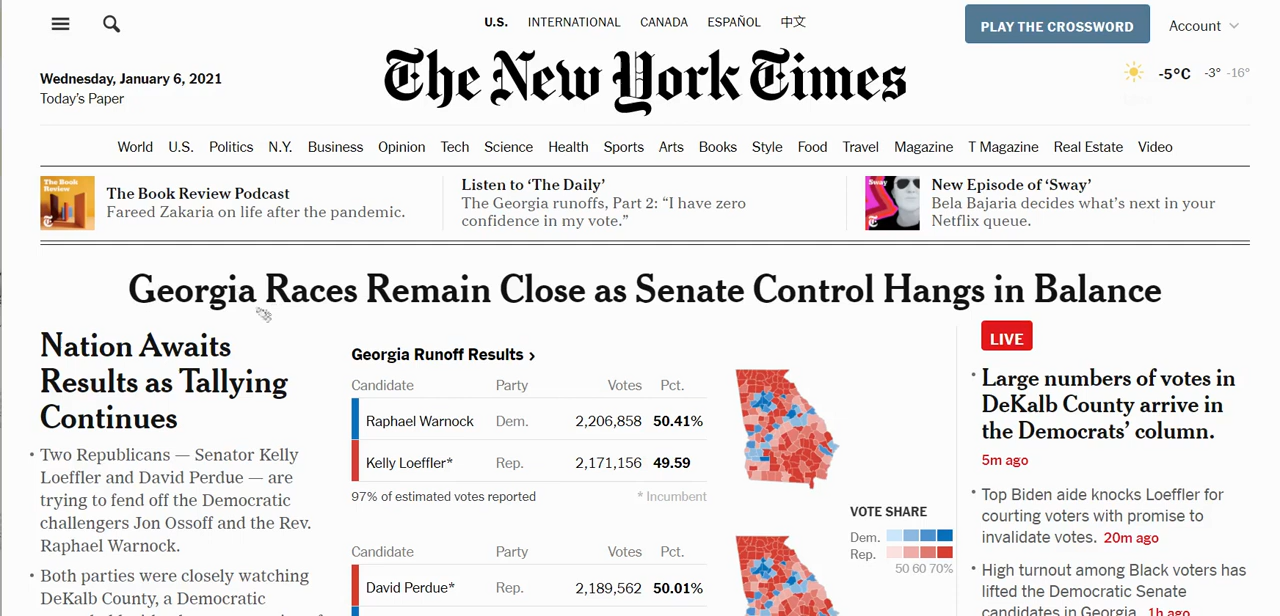 U.S. INTERNATIONAL CANADA ESPAÑOL 中文
PLAY THE CROSSWORD
Account
Wednesday, January 6, 2021
Today's Paper
The New York Times
-5°C -3° -16°
World U.S. Politics N.Y. Business Opinion Tech Science Health Sports Arts Books Style Food Travel Magazine T Magazine Real Estate Video
The Book Review
The Book Review Podcast
Fareed Zakaria on life after the pandemic.
Listen to ‘The Daily’
The Georgia runoffs, Part 2: “I have zero
confidence in my vote.”
Sway
New Episode of ‘Sway’
Bela Bajaria decides what’s next in your
Netflix queue.
Georgia Races Remain Close as Senate Control Hangs in Balance
Nation Awaits
Results as Tallying
Continues
• Two Republicans — Senator Kelly
Loeffler and David Perdue — are
trying to fend off the Democratic
challengers Jon Ossoff and the Rev.
Raphael Warnock.
• Both parties were closely watching
DeKalb County, a Democratic
Georgia Runoff Results ›
Candidate Party Votes Pct.
Raphael Warnock Dem. 2,206,858 50.41%
Kelly Loeffler* Rep. 2,171,156 49.59
97% of estimated votes reported * Incumbent
Candidate Party Votes Pct.
David Perdue* Rep. 2,189,562 50.01%
VOTE SHARE
Dem.
Rep.
50 60 70%
LIVE
• Large numbers of votes in
DeKalb County arrive in
the Democrats’ column.
5m ago
• Top Biden aide knocks Loeffler for
courting voters with promise to
invalidate votes. 20m ago
• High turnout among Black voters has
lifted the Democratic Senate
candidates in Georgia. 1h ago